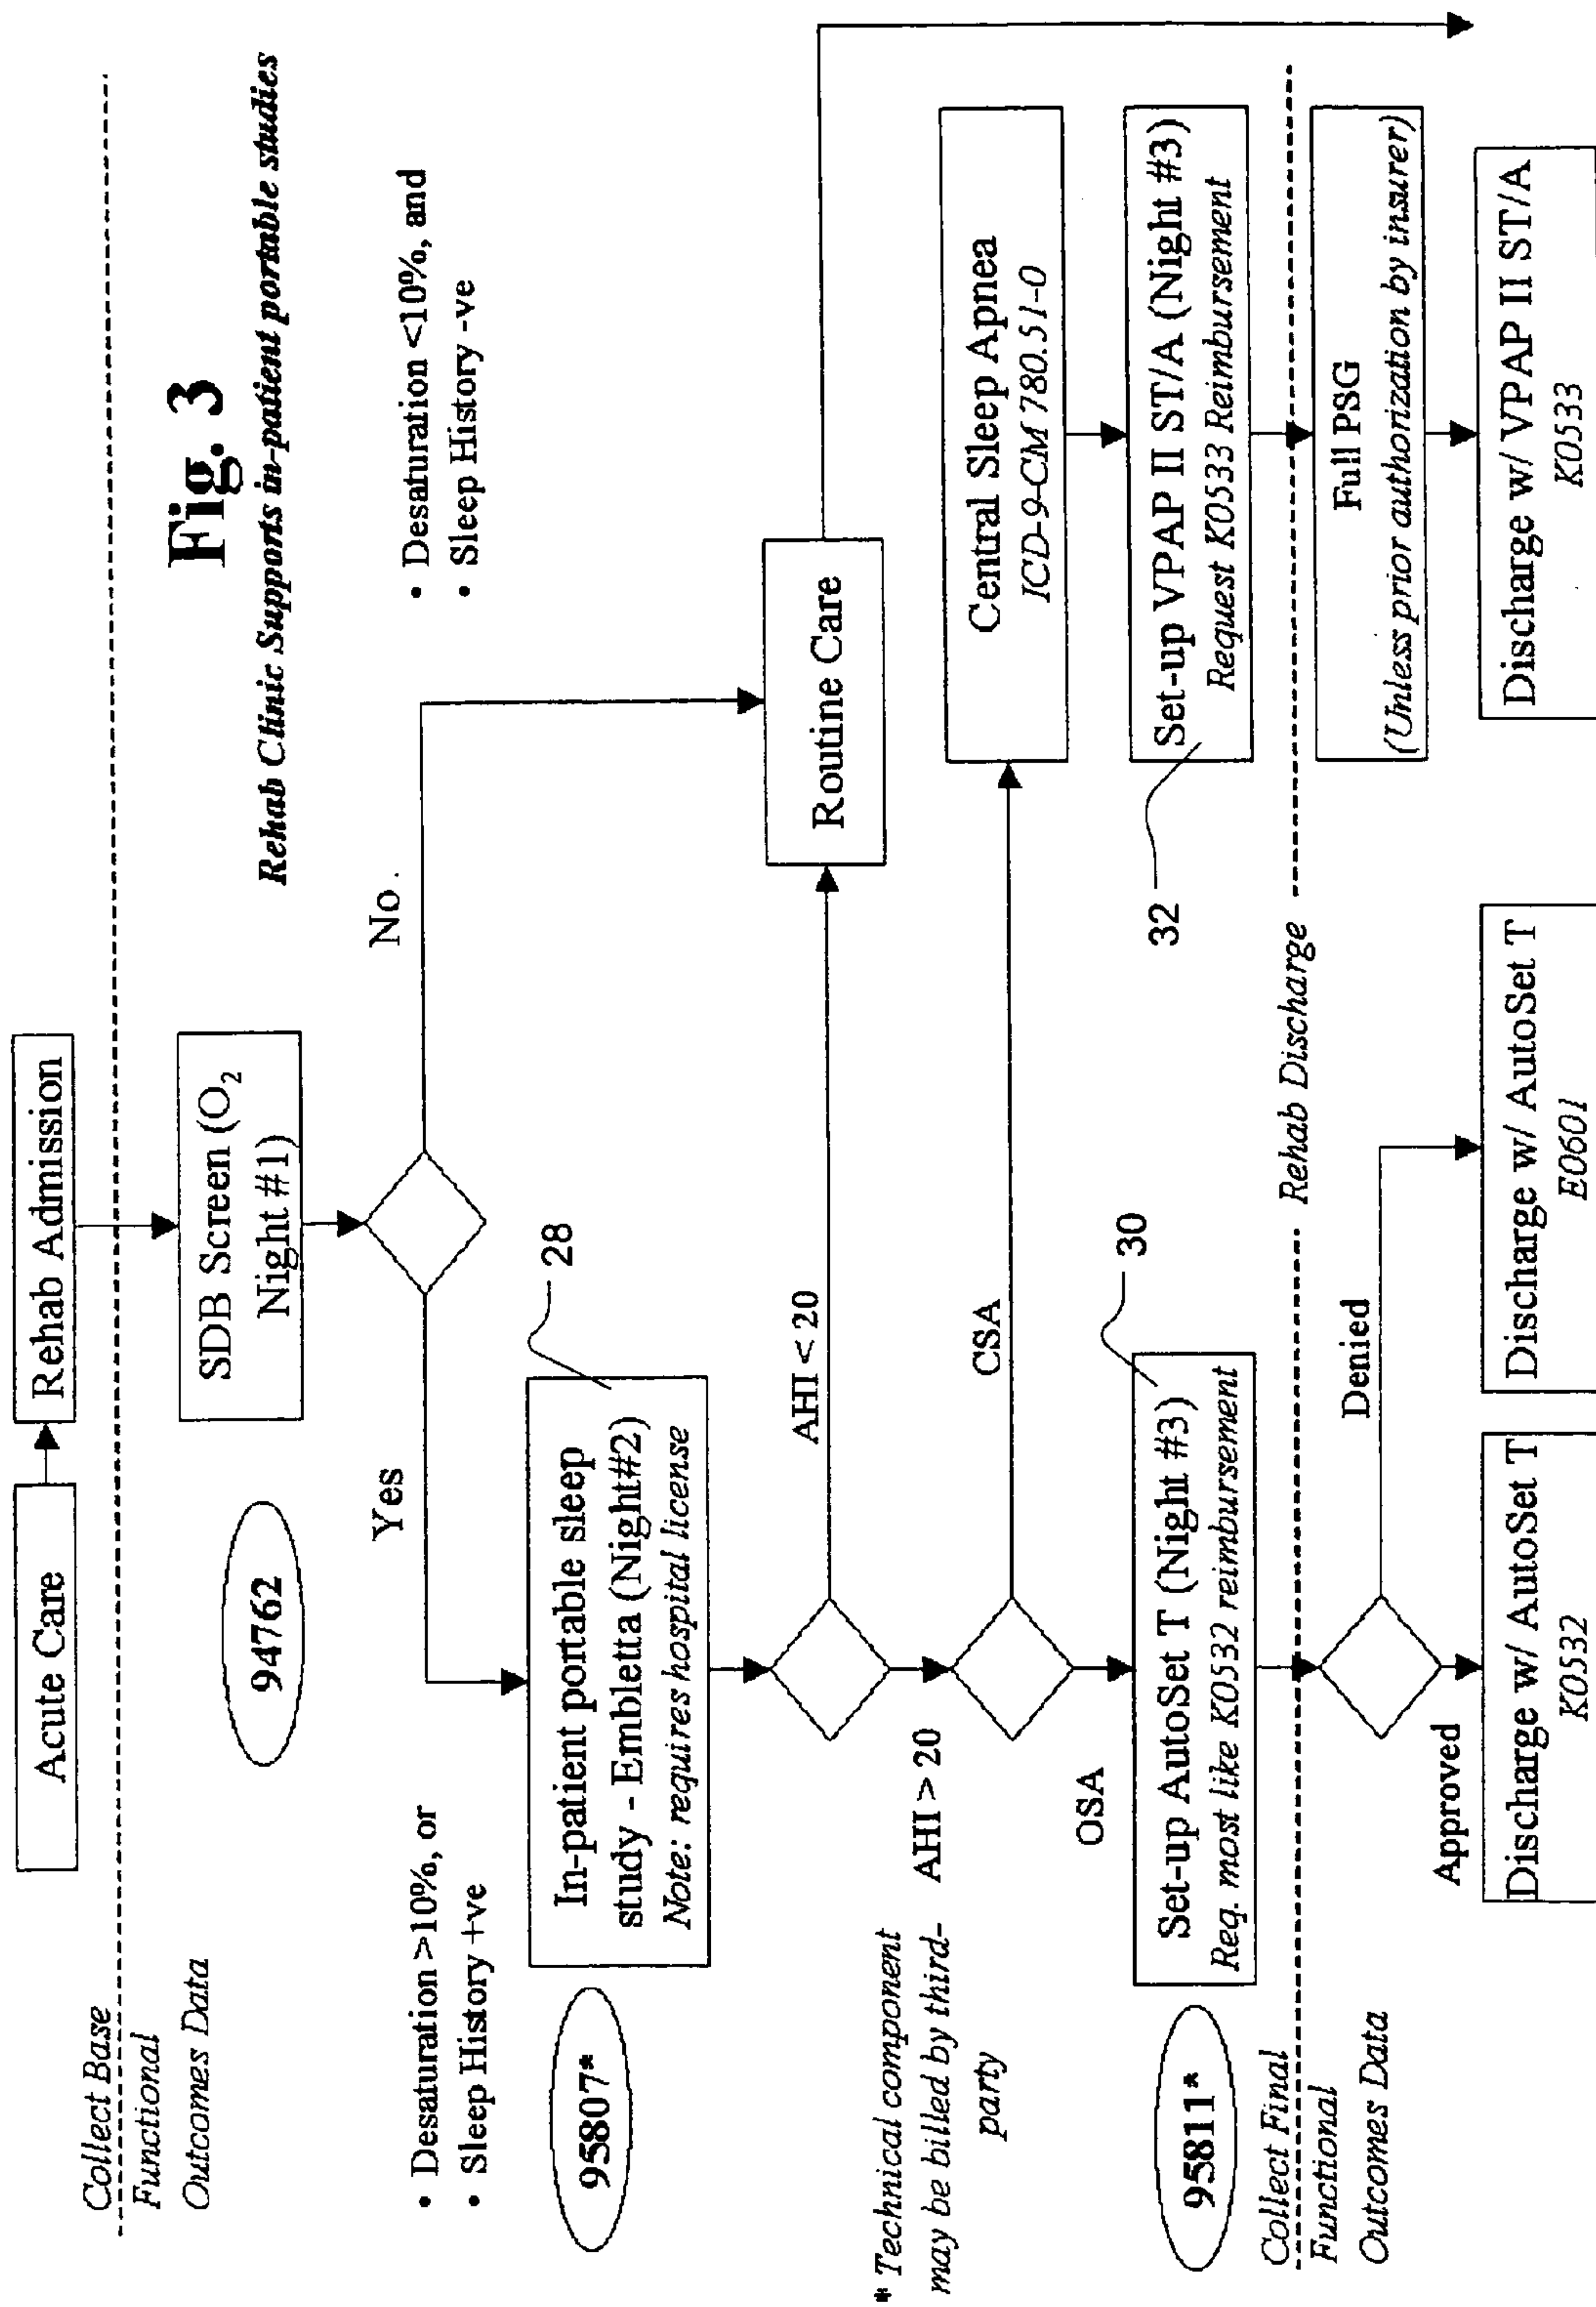 Fig. 3
Rehab Clinic Supports in-patient portable studies
Acute Care
Rehab Admission
Collect Base
Functional
Outcomes Data
94762
SDB Screen (O2
Night #1)
Yes
No
• Desaturation >10%, or
• Sleep History +ve
• Desaturation <10%, and
• Sleep History -ve
95807*
In-patient portable sleep
study - Embletta (Night#2)
Note: requires hospital license
28
AHI < 20
Routine Care
* Technical component
may be billed by third-
party
AHI > 20
CSA
Central Sleep Apnea
ICD-9-CM 780.51-0
OSA
95811*
Set-up AutoSet T (Night #3)
Req. most like K0532 reimbursement
30
32
Set-up VPAP II ST/A (Night #3)
Request K0533 Reimbursement
Collect Final
Functional
Outcomes Data
Rehab Discharge
Denied
Approved
Full PSG
(Unless prior authorization by insurer)
Discharge w/ AutoSet T
K0532
Discharge w/ AutoSet T
E0601
Discharge w/ VPAP II ST/A
K0533